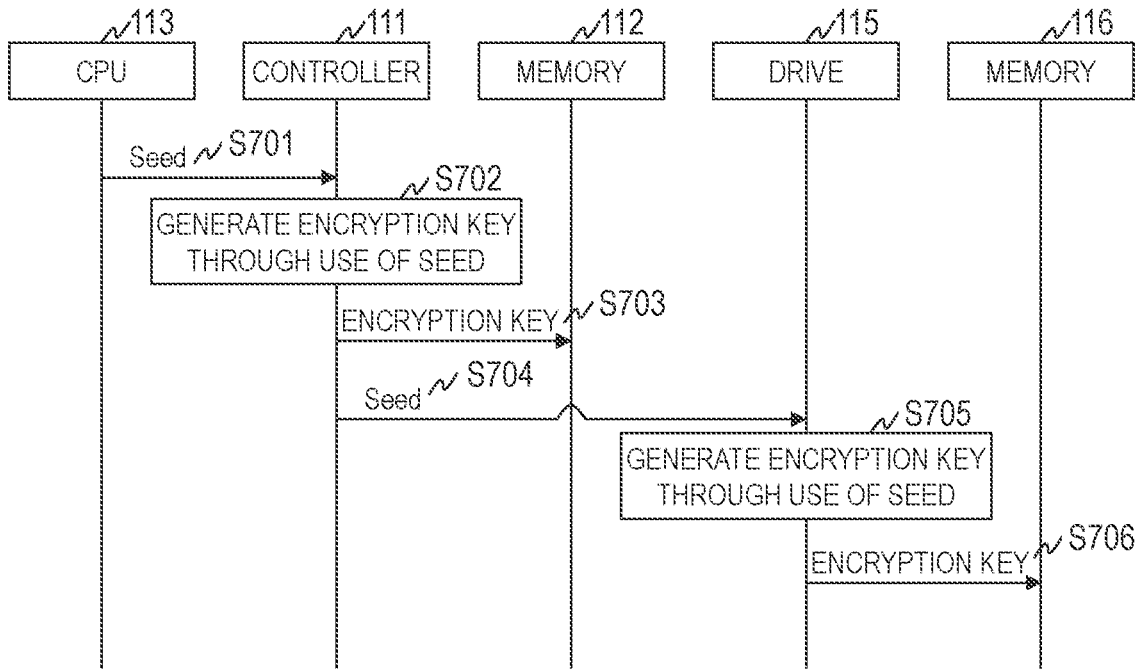 113 111 112 115 116
CPU CONTROLLER MEMORY DRIVE MEMORY
Seed S701
S702
GENERATE ENCRYPTION KEY
THROUGH USE OF SEED
ENCRYPTION KEY S703
Seed S704
S705
GENERATE ENCRYPTION KEY
THROUGH USE OF SEED
ENCRYPTION KEY S706